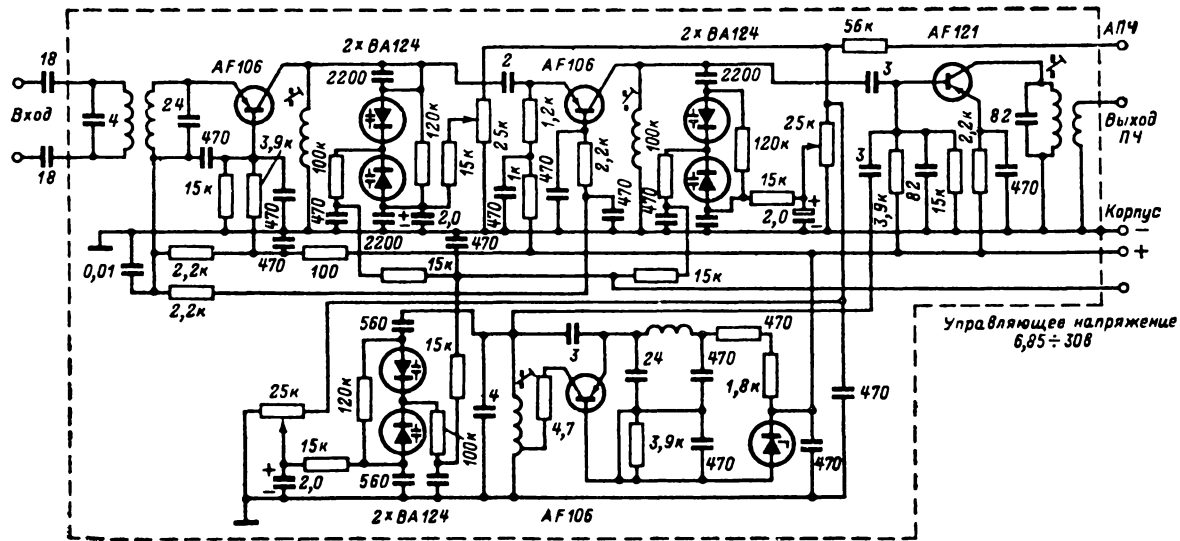 56к
АПЧ
2×ВА124
2×ВА124
AF121
18
AF106
2
AF106
3
2200
2200
Вход
4
24
120к
2,5к
1,2к
25к
2,2к
82
Выход
ПЧ
470
3,9к
100к
15к
470
2,2к
100к
120к
3
18
15к
470
1к
15к
3,9к
82
15к
470
470
2,0
470
470
470
2,0
Корпус
2200
470
–
+
0,01
2,2к
470
100
15к
15к
2,2к
Управляющее напряжение
6,85÷30В
560
15к
3
24
470
470
120к
4
1,8к
470
25к
4,7
100к
15к
3,9к
470
470
2,0
560
2×ВА124
AF106